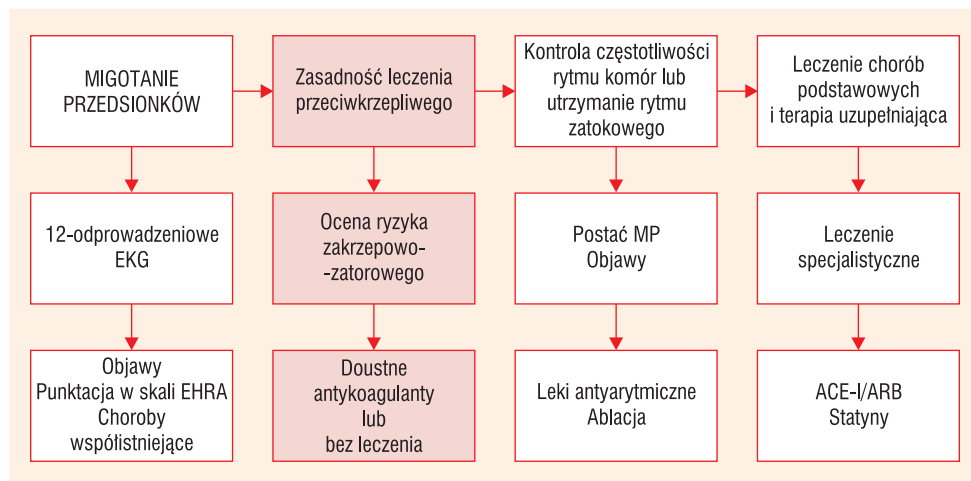 MIGOTANIE
PRZEDSIONKÓW
Zasadność leczenia
przeciwkrzepliwego
Kontrola częstotliwości
rytmu komór lub
utrzymanie rytmu
zatokowego
Leczenie chorób
podstawowych
i terapia uzupełniająca
12-odprowadzeniowe
EKG
Ocena ryzyka
zakrzepowo-
-zatorowego
Postać MP
Objawy
Leczenie
specjalistyczne
Objawy
Punktacja w skali EHRA
Choroby
współistniejące
Doustne
antykoagulanty
lub
bez leczenia
Leki antyarytmiczne
Ablacja
ACE-I/ARB
Statyny